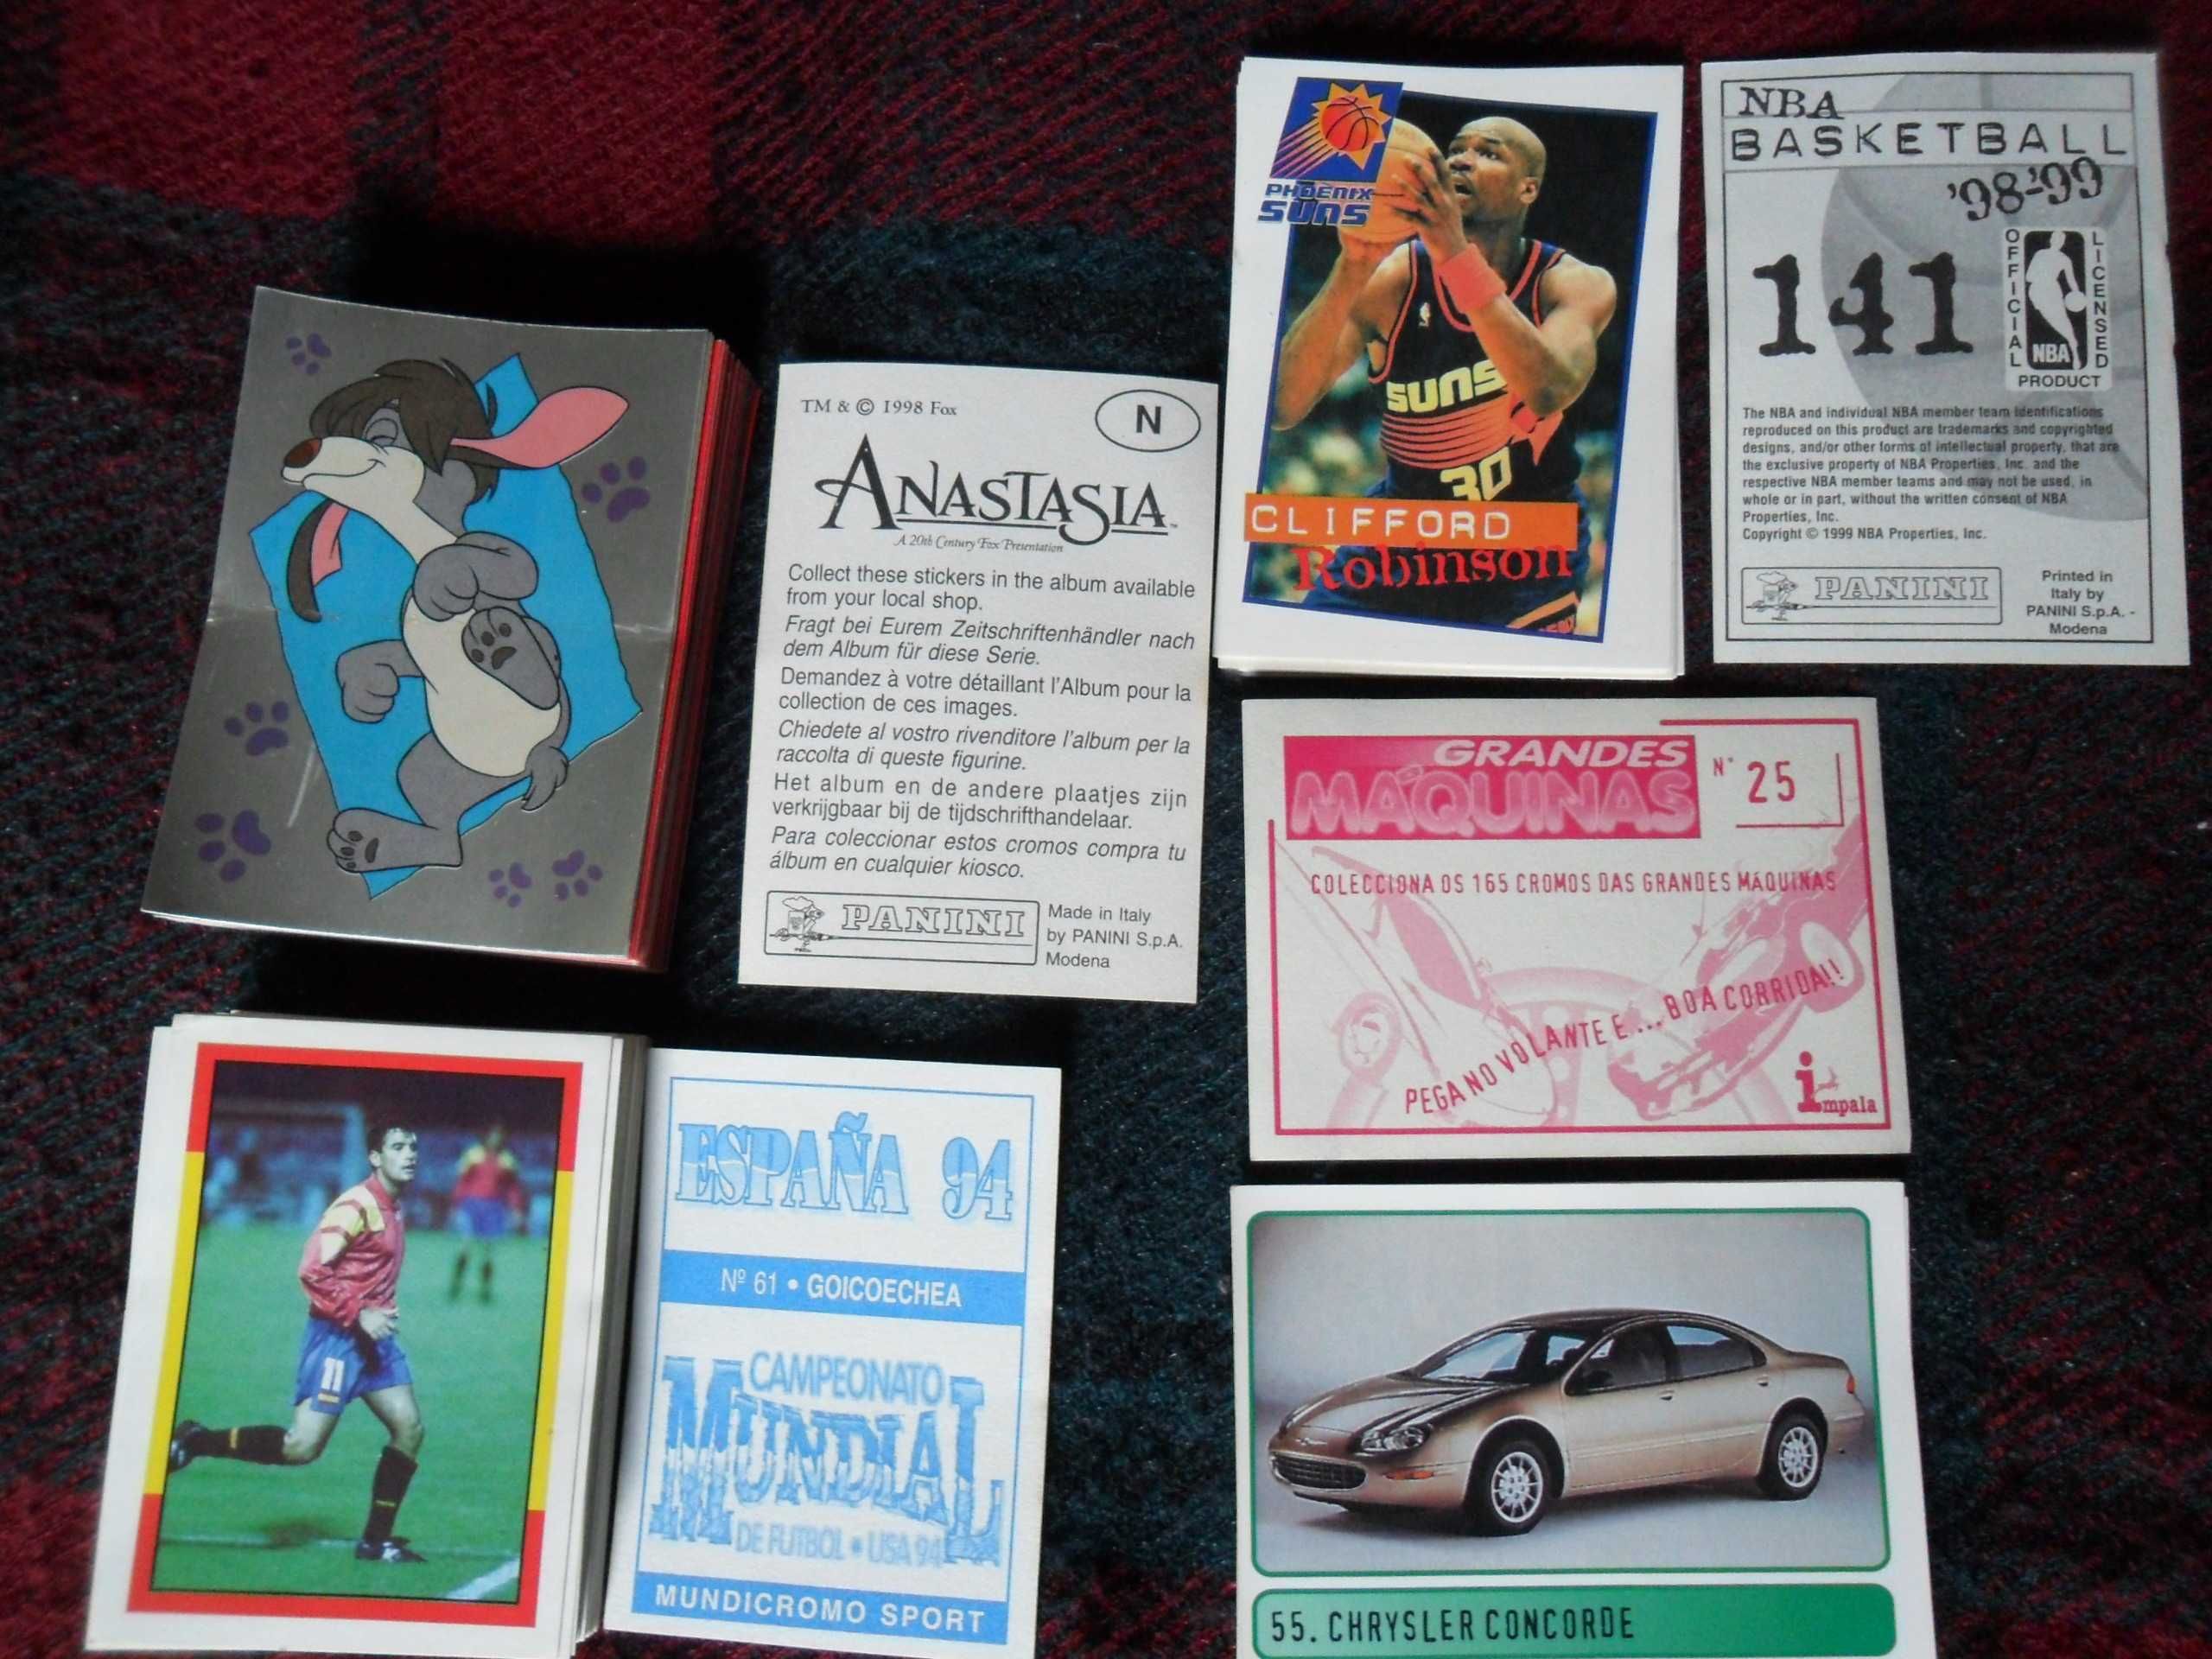 TM & © 1998 Fox
N
ANASTASIA
A 20th Century Fox Presentation
Collect these stickers in the album available
from your local shop.
Fragt bei Eurem Zeitschriftenhändler nach
dem Album für diese Serie.
Demandez à votre détaillant l'Album pour la
collection de ces images.
Chiedete al vostro rivenditore l'album per la
raccolta di queste figurine.
Het album en de andere plaatjes zijn
verkrijgbaar bij de tijdschrifthandelaar.
Para coleccionar estos cromos compra tu
álbum en cualquier kiosco.
PANINI
Made in Italy
by PANINI S.p.A.
Modena
PHOENIX
SUNS
SUNS
30
CLIFFORD
Robinson
NBA
BASKETBALL
'98-'99
141
OFFICIAL
LICENSED
NBA
PRODUCT
The NBA and individual NBA member team identifications
reproduced on this product are trademarks and copyrighted
designs, and/or other forms of intellectual property, that are
the exclusive property of NBA Properties, Inc. and the
respective NBA member teams and may not be used, in
whole or in part, without the written consent of NBA
Properties, Inc.
Copyright © 1999 NBA Properties, Inc.
PANINI
Printed in
Italy by
PANINI S.p.A. -
Modena
GRANDES
MÁQUINAS
N° 25
COLECCIONA OS 165 CROMOS DAS GRANDES MÁQUINAS
PEGA NO VOLANTE E ... BOA CORRIDA!!
impala
11
ESPAÑA 94
Nº 61 • GOICOECHEA
CAMPEONATO
MUNDIAL
DE FUTBOL • USA 94
MUNDICROMO SPORT
55. CHRYSLER CONCORDE